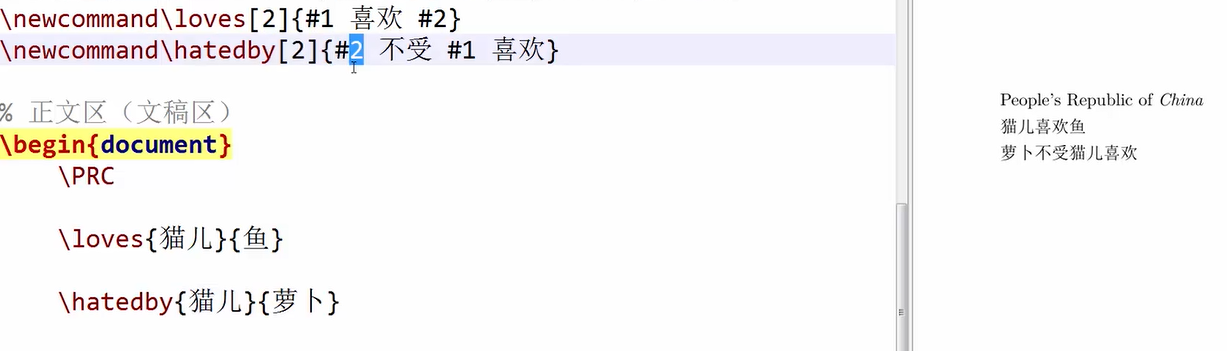 \newcommand\loves[2]{#1 喜欢 #2}
\newcommand\hatedby[2]{#2 不受 #1 喜欢}
% 正文区（文稿区）
\begin{document}
\PRC
\loves{猫儿}{鱼}
\hatedby{猫儿}{萝卜}
People's Republic of China
猫儿喜欢鱼
萝卜不受猫儿喜欢